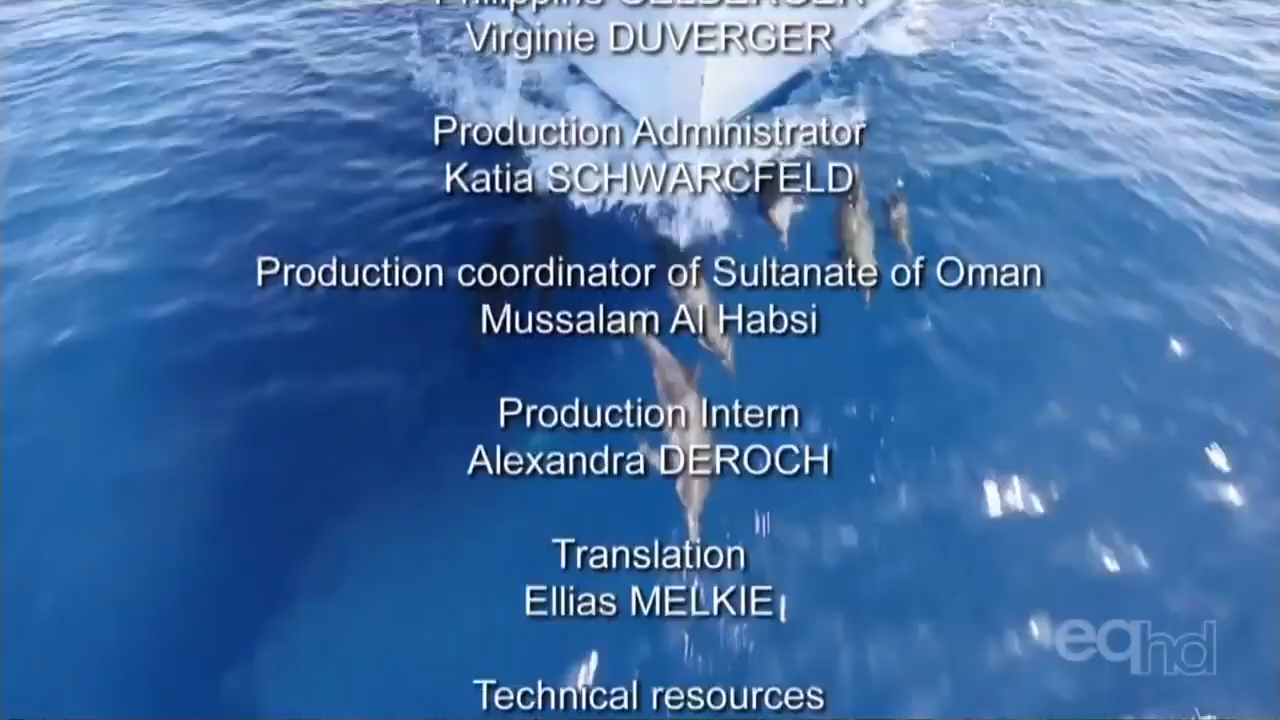 Virginie DUVERGER
Production Administrator
Katia SCHWARCFELD
Production coordinator of Sultanate of Oman
Mussalam Al Habsi
Production Intern
Alexandra DEROCH
Translation
Ellias MELKIE
Technical resources
eqhd